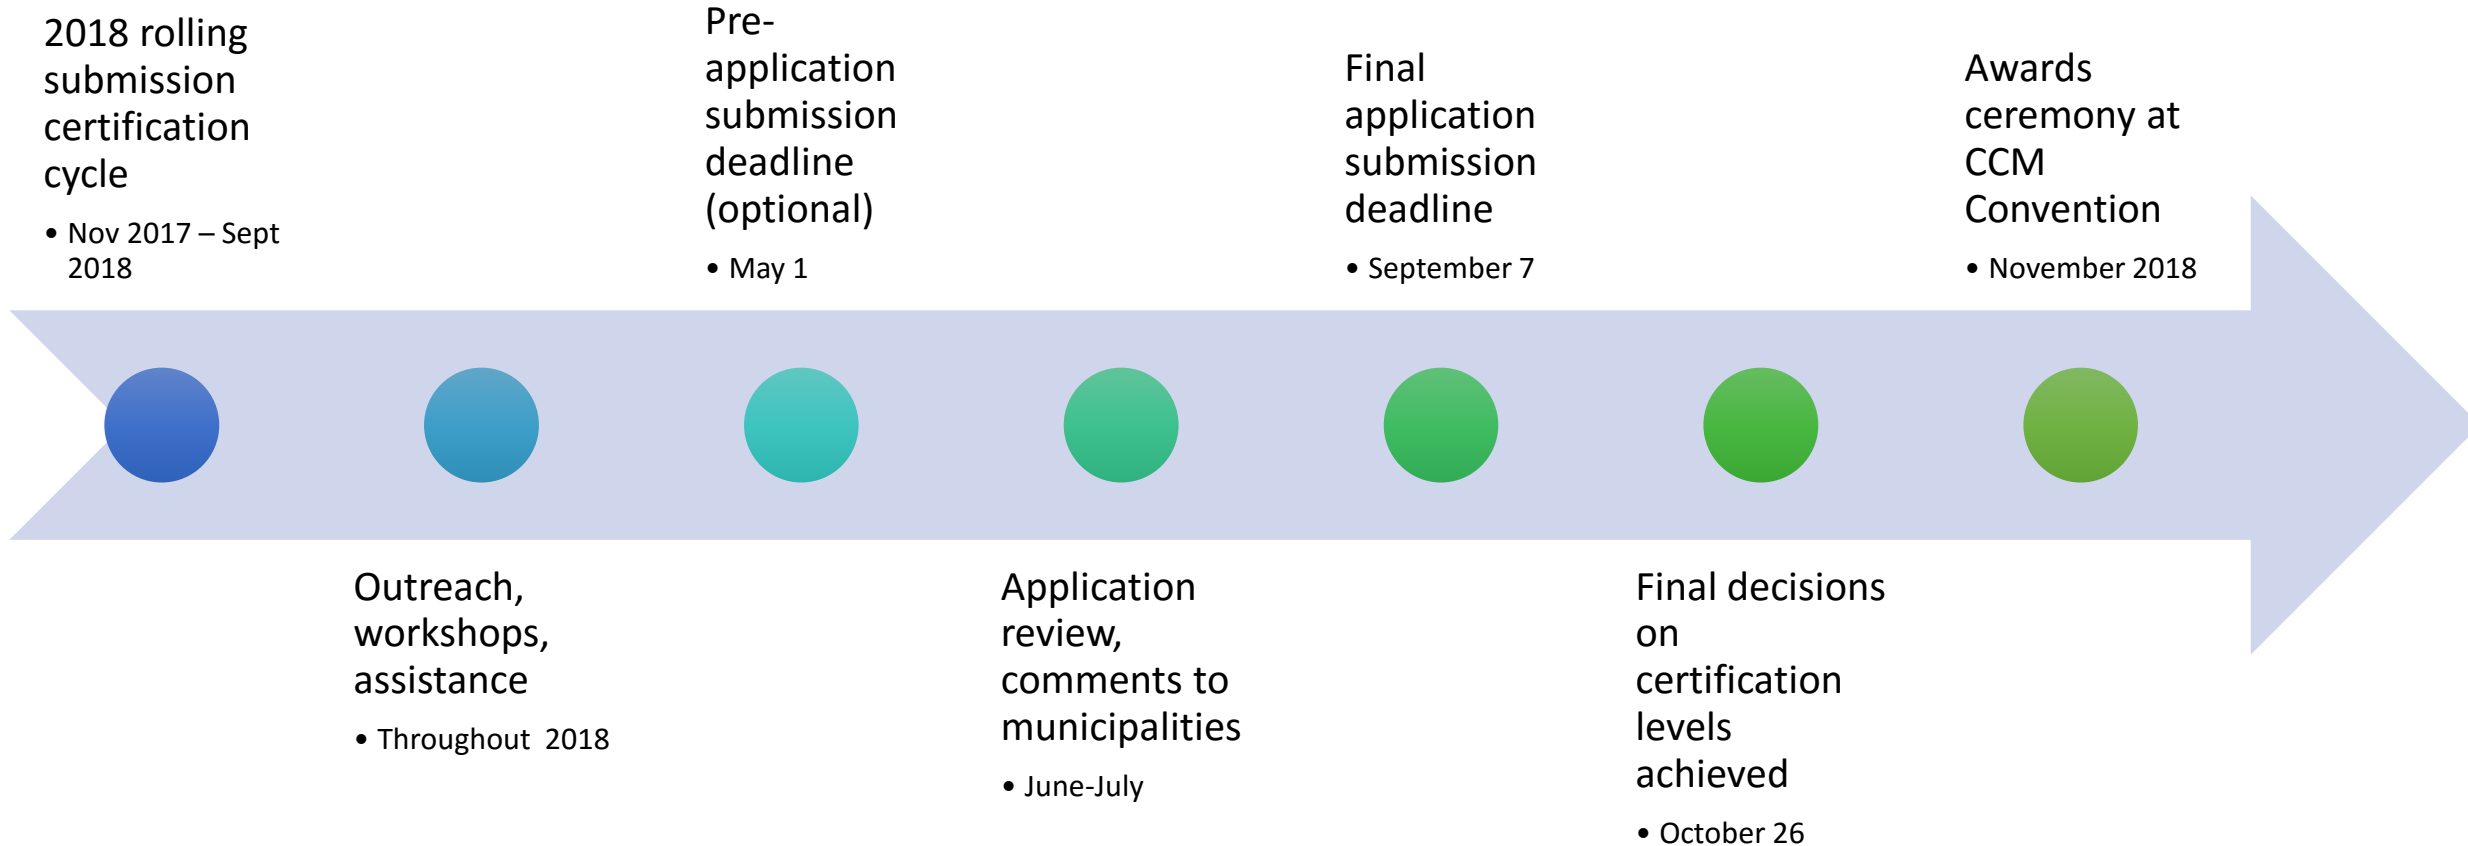 2018 rolling
submission
certification
cycle
• Nov 2017 – Sept
2018
Outreach,
workshops,
assistance
• Throughout 2018
Pre-
application
submission
deadline
(optional)
• May 1
Application
review,
comments to
municipalities
• June-July
Final
application
submission
deadline
• September 7
Final decisions
on
certification
levels
achieved
• October 26
Awards
ceremony at
CCM
Convention
• November 2018